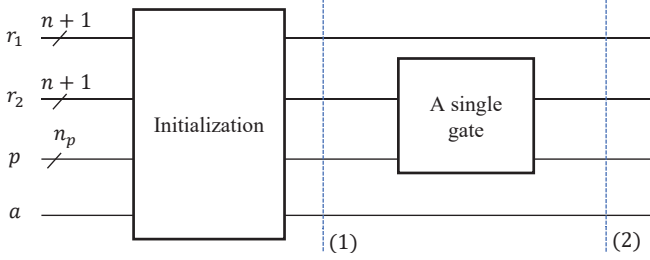 n + 1
r₁
n + 1
r₂
Initialization
A single
gate
nₚ
p
a
(1)
(2)